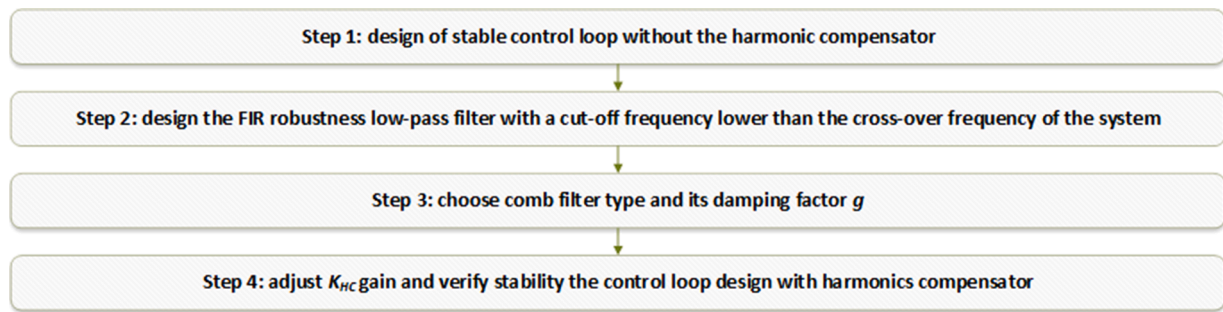 Step 1: design of stable control loop without the harmonic compensator
Step 2: design the FIR robustness low-pass filter with a cut-off frequency lower than the cross-over frequency of the system
Step 3: choose comb filter type and its damping factor g
Step 4: adjust KHC gain and verify stability the control loop design with harmonics compensator